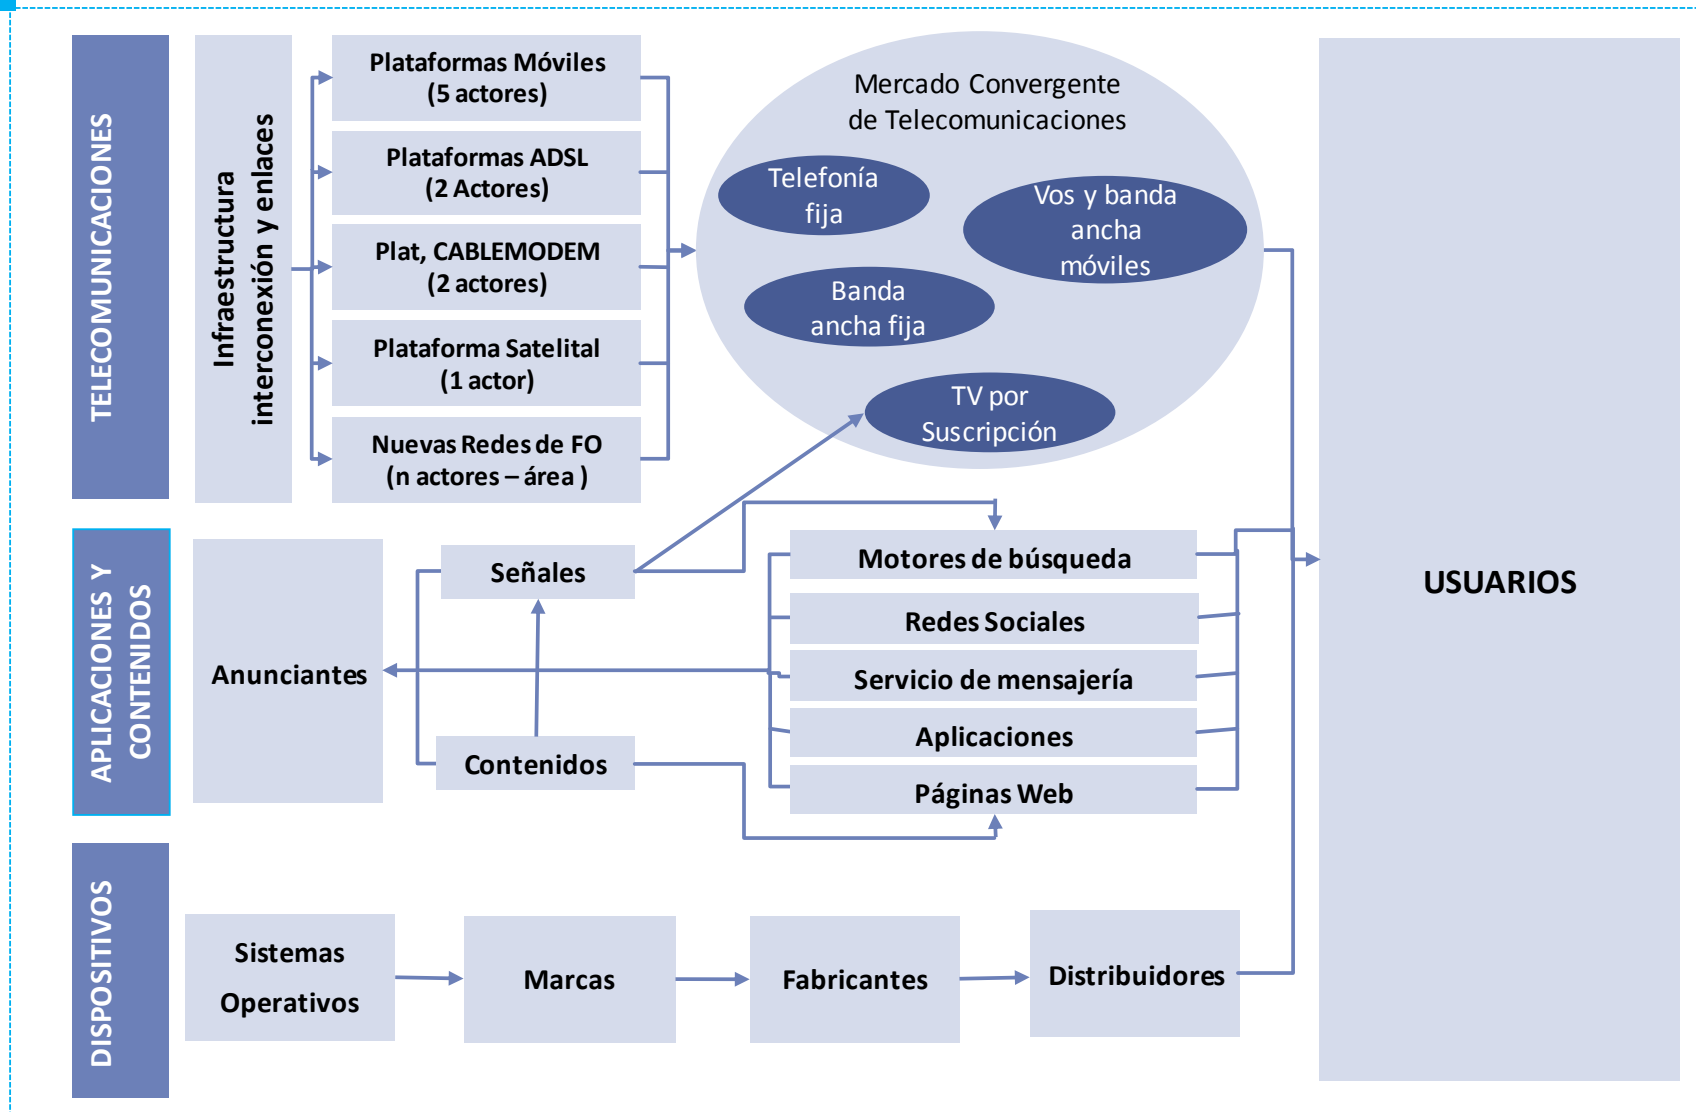 TELECOMUNICACIONES
Infraestructura
interconexión y enlaces
Plataformas Móviles
(5 actores)
Plataformas ADSL
(2 Actores)
Plat, CABLEMODEM
(2 actores)
Plataforma Satelital
(1 actor)
Nuevas Redes de FO
(n actores – área )
Mercado Convergente
de Telecomunicaciones
Telefonía
fija
Vos y banda
ancha
móviles
Banda
ancha fija
TV por
Suscripción
USUARIOS
APLICACIONES Y
CONTENIDOS
Anunciantes
Señales
Contenidos
Motores de búsqueda
Redes Sociales
Servicio de mensajería
Aplicaciones
Páginas Web
DISPOSITIVOS
Sistemas
Operativos
Marcas
Fabricantes
Distribuidores